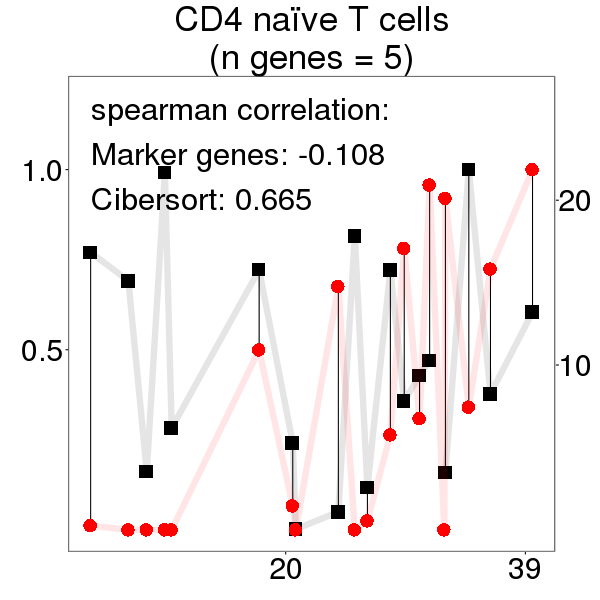 CD4 naïve T cells
(n genes = 5)
spearman correlation:
Marker genes: -0.108
Cibersort: 0.665
1.0
0.5
20
10
20
39